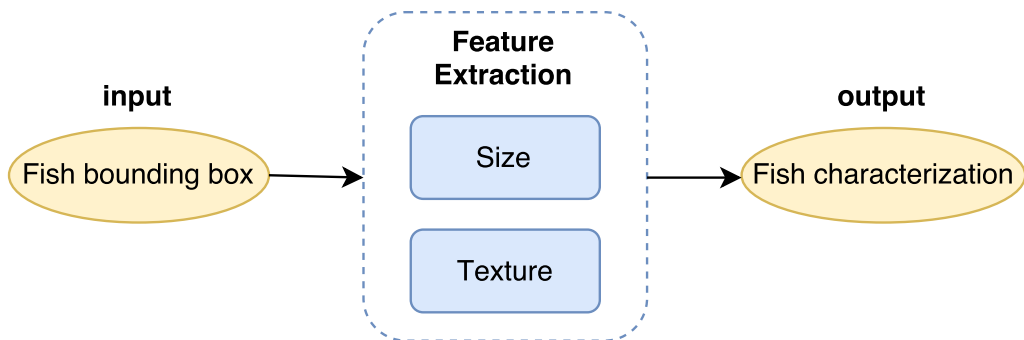 input
Fish bounding box
Feature
Extraction
Size
Texture
output
Fish characterization